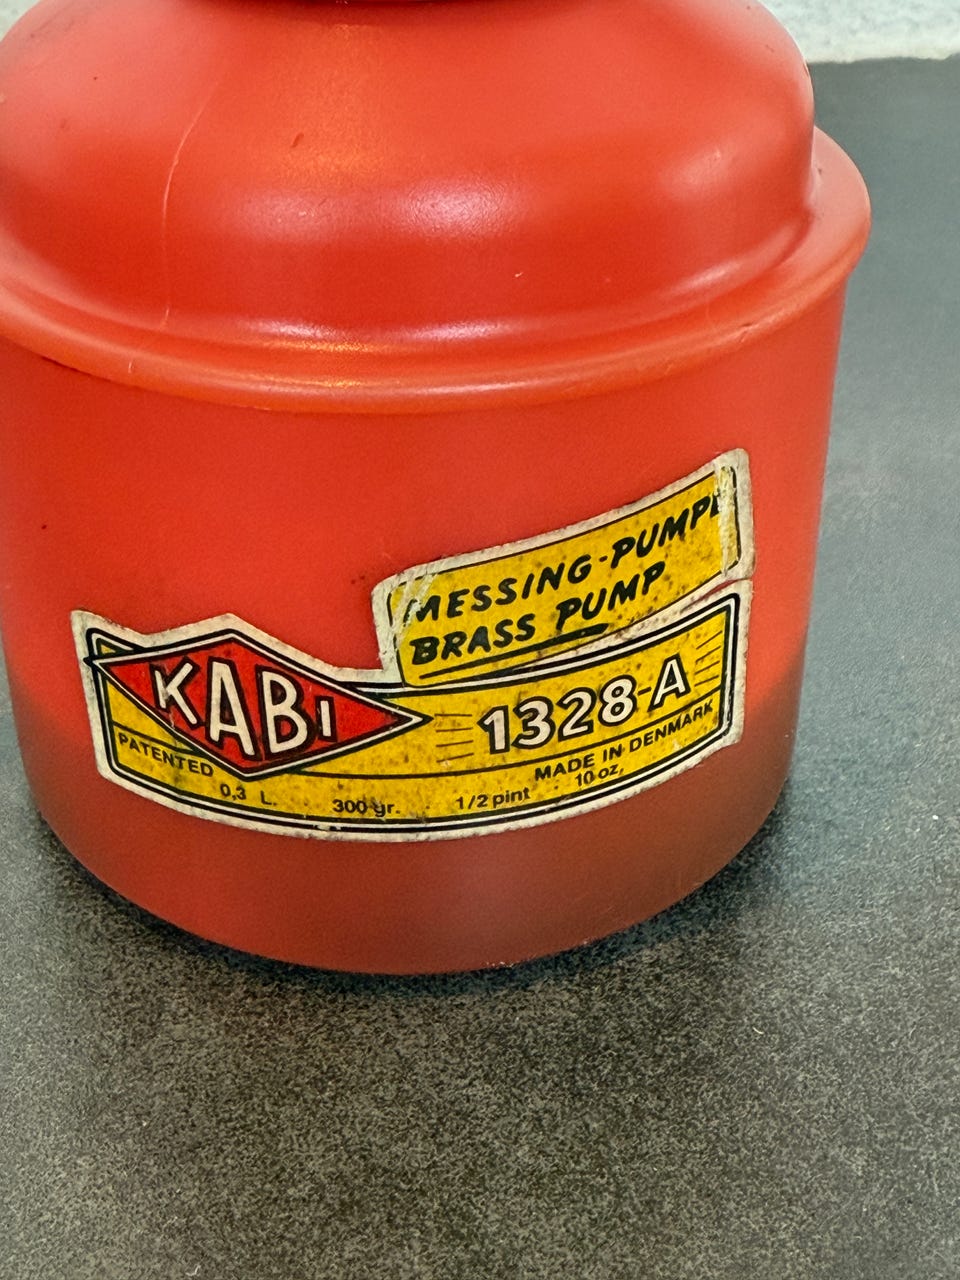 MESSING-PUMPE
BRASS PUMP
KABI
1328-A
PATENTED
MADE IN DENMARK
0,3 L. 300 gr. 1/2 pint 10 oz.